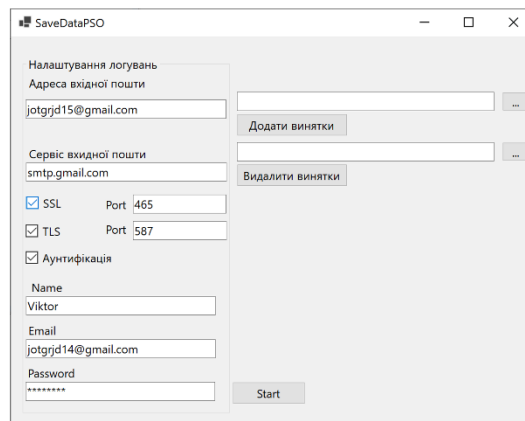 SaveDataPSO
Налаштування логувань
Адреса вхідної пошти
jotgrjd15@gmail.com
...
Додати винятки
Сервіс вхидної пошти
smtp.gmail.com
...
Видалити винятки
SSL Port 465
TLS Port 587
Аунтифікація
Name
Viktor
Email
jotgrjd14@gmail.com
Password
********
Start